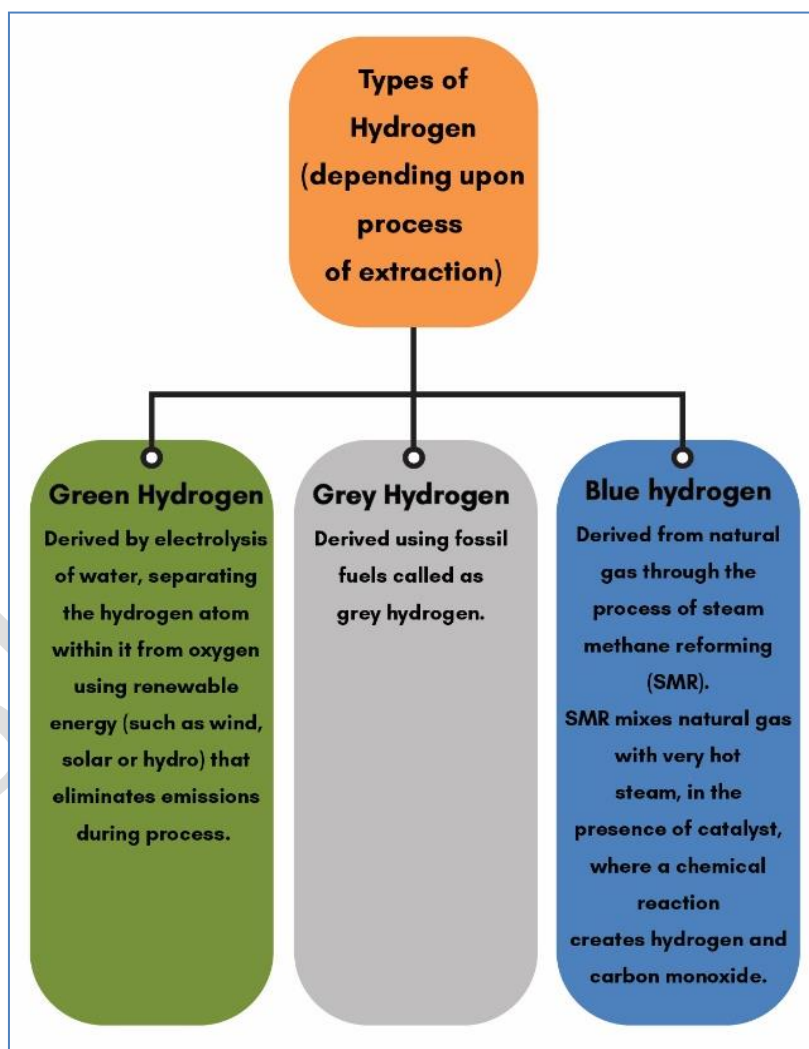 Types of
Hydrogen
(depending upon
process
of extraction)
Green Hydrogen
Derived by electrolysis
of water, separating
the hydrogen atom
within it from oxygen
using renewable
energy (such as wind,
solar or hydro) that
eliminates emissions
during process.
Grey Hydrogen
Derived using fossil
fuels called as
grey hydrogen.
Blue hydrogen
Derived from natural
gas through the
process of steam
methane reforming
(SMR).
SMR mixes natural gas
with very hot
steam, in the
presence of catalyst,
where a chemical
reaction
creates hydrogen and
carbon monoxide.